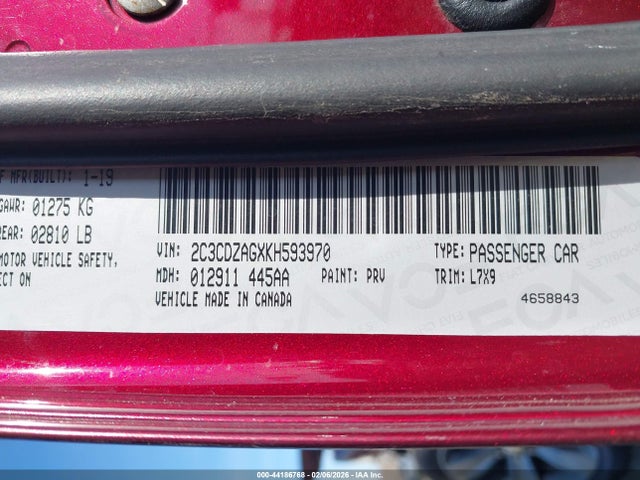 MFR(BUILT): 1-19
GAWR: 01275 KG
REAR: 02810 LB
MOTOR VEHICLE SAFETY,
ECT ON
VIN: 2C3CDZAGXKH593970
TYPE: PASSENGER CAR
MDH: 012911 445AA
PAINT: PRV
TRIM: L7X9
VEHICLE MADE IN CANADA
4658843
000-44186768 - 02/06/2026 - IAA Inc.